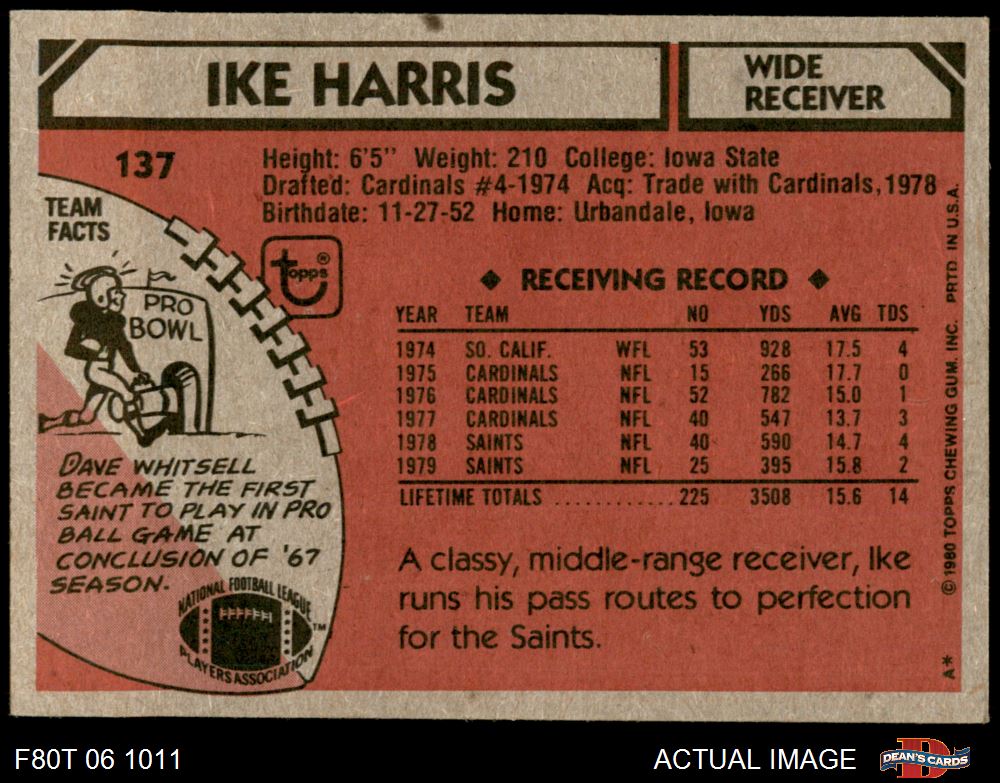 IKE HARRIS
WIDE
RECEIVER
137
Height: 6'5" Weight: 210 College: Iowa State
Drafted: Cardinals #4-1974 Acq: Trade with Cardinals, 1978
Birthdate: 11-27-52 Home: Urbandale, Iowa
TEAM
FACTS
PRO
BOWL
DAVE WHITSELL
BECAME THE FIRST
SAINT TO PLAY IN PRO
BALL GAME AT
CONCLUSION OF '67
SEASON.
NATIONAL FOOTBALL LEAGUE
PLAYERS ASSOCIATION
TM
topps®
◆ RECEIVING RECORD ◆
YEAR TEAM NO YDS AVG TDS
1974 SO. CALIF. WFL 53 928 17.5 4
1975 CARDINALS NFL 15 266 17.7 0
1976 CARDINALS NFL 52 782 15.0 1
1977 CARDINALS NFL 40 547 13.7 3
1978 SAINTS NFL 40 590 14.7 4
1979 SAINTS NFL 25 395 15.8 2
LIFETIME TOTALS ............ 225 3508 15.6 14
A classy, middle-range receiver, Ike
runs his pass routes to perfection
for the Saints.
A* ©1980 TOPPS CHEWING GUM, INC. PRTD IN U.S.A.
F80T 06 1011
ACTUAL IMAGE
D
DEAN'S CARDS